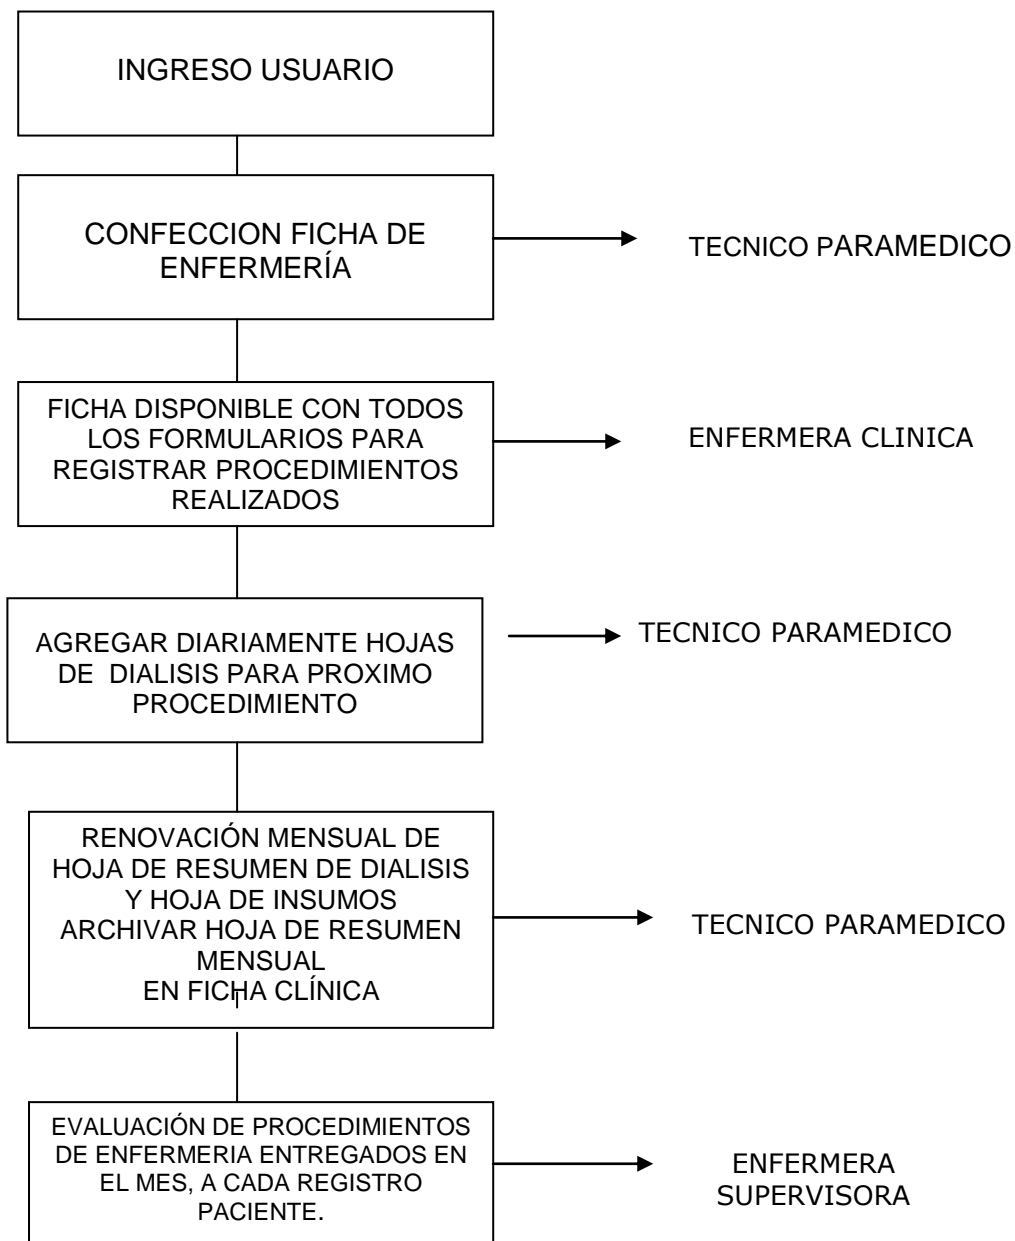 INGRESO USUARIO
CONFECCION FICHA DE
ENFERMERÍA
TECNICO PARAMEDICO
FICHA DISPONIBLE CON TODOS
LOS FORMULARIOS PARA
REGISTRAR PROCEDIMIENTOS
REALIZADOS
ENFERMERA CLINICA
AGREGAR DIARIAMENTE HOJAS
DE DIALISIS PARA PROXIMO
PROCEDIMIENTO
TECNICO PARAMEDICO
RENOVACIÓN MENSUAL DE
HOJA DE RESUMEN DE DIALISIS
Y HOJA DE INSUMOS
ARCHIVAR HOJA DE RESUMEN
MENSUAL
EN FICHA CLÍNICA
TECNICO PARAMEDICO
EVALUACIÓN DE PROCEDIMIENTOS
DE ENFERMERIA ENTREGADOS EN
EL MES, A CADA REGISTRO
PACIENTE.
ENFERMERA
SUPERVISORA